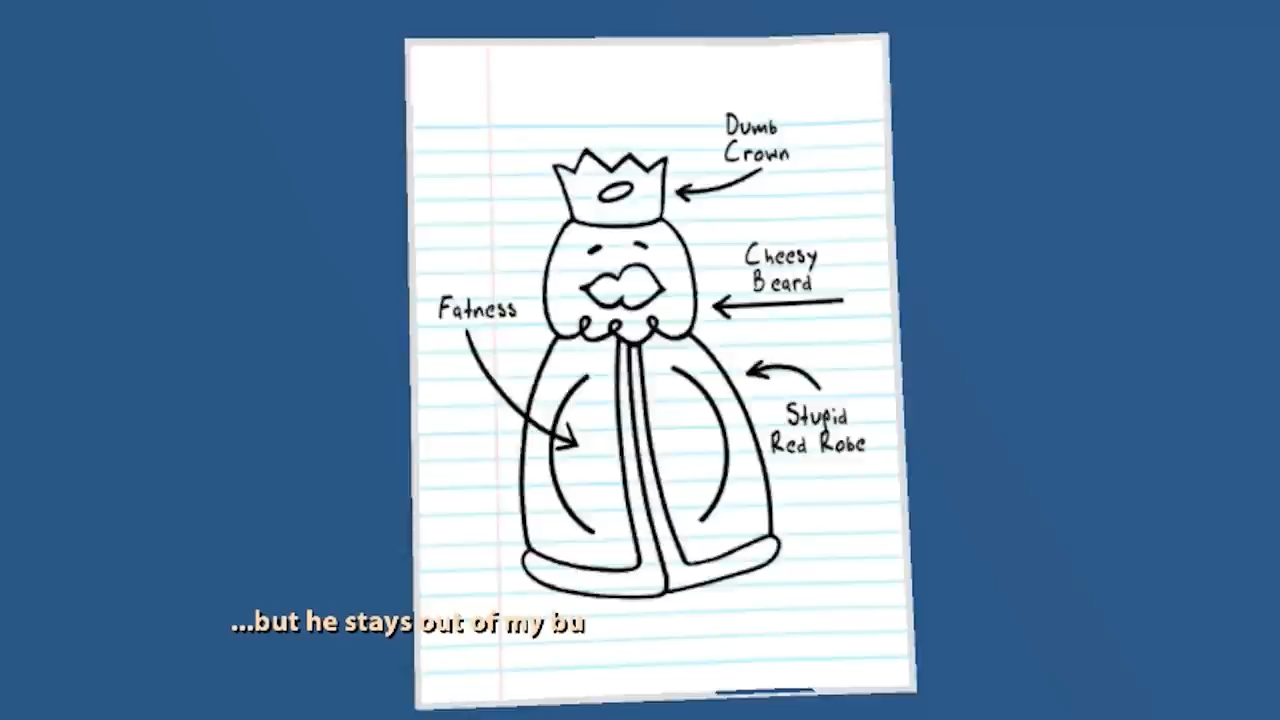 Dumb
Crown
Cheesy
Beard
Fatness
Stupid
Red Robe
...but he stays out of my bu